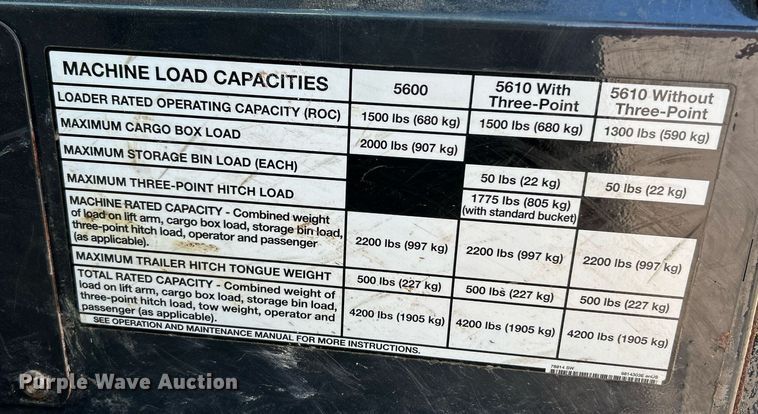 MACHINE LOAD CAPACITIES 5600 5610 With Three-Point 5610 Without Three-Point
LOADER RATED OPERATING CAPACITY (ROC) 1500 lbs (680 kg) 1500 lbs (680 kg) 1300 lbs (590 kg)
MAXIMUM CARGO BOX LOAD 2000 lbs (907 kg)
MAXIMUM STORAGE BIN LOAD (EACH) 50 lbs (22 kg) 50 lbs (22 kg)
MAXIMUM THREE-POINT HITCH LOAD 1775 lbs (805 kg)
(with standard bucket)
MACHINE RATED CAPACITY - Combined weight
of load on lift arm, cargo box load, storage bin load,
three-point hitch load, operator and passenger
(as applicable). 2200 lbs (997 kg) 2200 lbs (997 kg) 2200 lbs (997 kg)
MAXIMUM TRAILER HITCH TONGUE WEIGHT 500 lbs (227 kg) 500 lbs (227 kg) 500 lbs (227 kg)
TOTAL RATED CAPACITY - Combined weight of
load on lift arm, cargo box load, storage bin load,
three-point hitch load, tow weight, operator and
passenger (as applicable). 4200 lbs (1905 kg) 4200 lbs (1905 kg) 4200 lbs (1905 kg)
SEE OPERATION AND MAINTENANCE MANUAL FOR MORE INSTRUCTIONS.
Purple Wave Auction